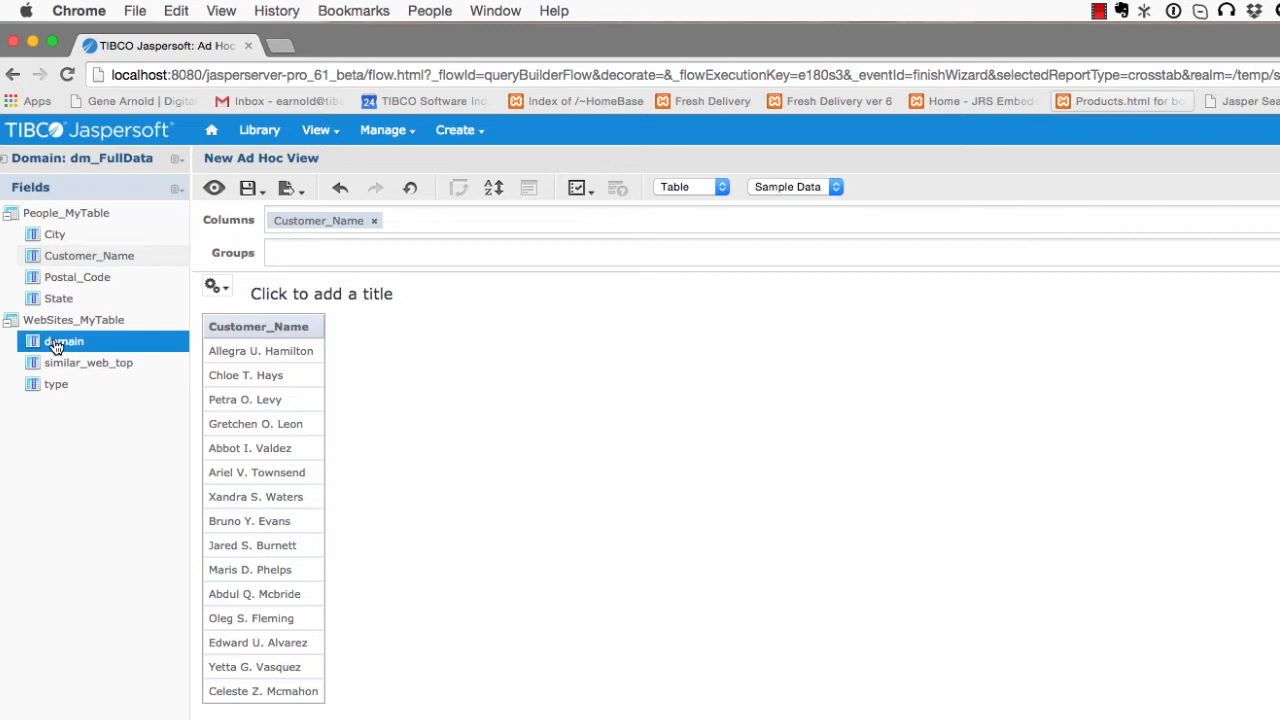 Chrome File Edit View History Bookmarks People Window Help
TIBCO Jaspersoft: Ad Hoc
localhost:8080/jasperserver-pro_61_beta/flow.html?_flowId=queryBuilderFlow&decorate=&_flowExecutionKey=e180s3&_eventId=finishWizard&selectedReportType=crosstab&realm=/temp/s
Apps Gene Arnold | Digital Inbox - earnold@tib 24 TIBCO Software Inc. Index of /~HomeBase Fresh Delivery Fresh Delivery ver 6 Home - JRS Embed Products.html for bo Jasper Sea
TIBCO Jaspersoft® Library View Manage Create
Domain: dm_FullData New Ad Hoc View
Fields Table Sample Data
People_MyTable
City
Customer_Name
Postal_Code
State
WebSites_MyTable
domain
similar_web_top
type
Columns Customer_Name ×
Groups
Click to add a title
Customer_Name
Allegra U. Hamilton
Chloe T. Hays
Petra O. Levy
Gretchen O. Leon
Abbot I. Valdez
Ariel V. Townsend
Xandra S. Waters
Bruno Y. Evans
Jared S. Burnett
Maris D. Phelps
Abdul Q. Mcbride
Oleg S. Fleming
Edward U. Alvarez
Yetta G. Vasquez
Celeste Z. Mcmahon